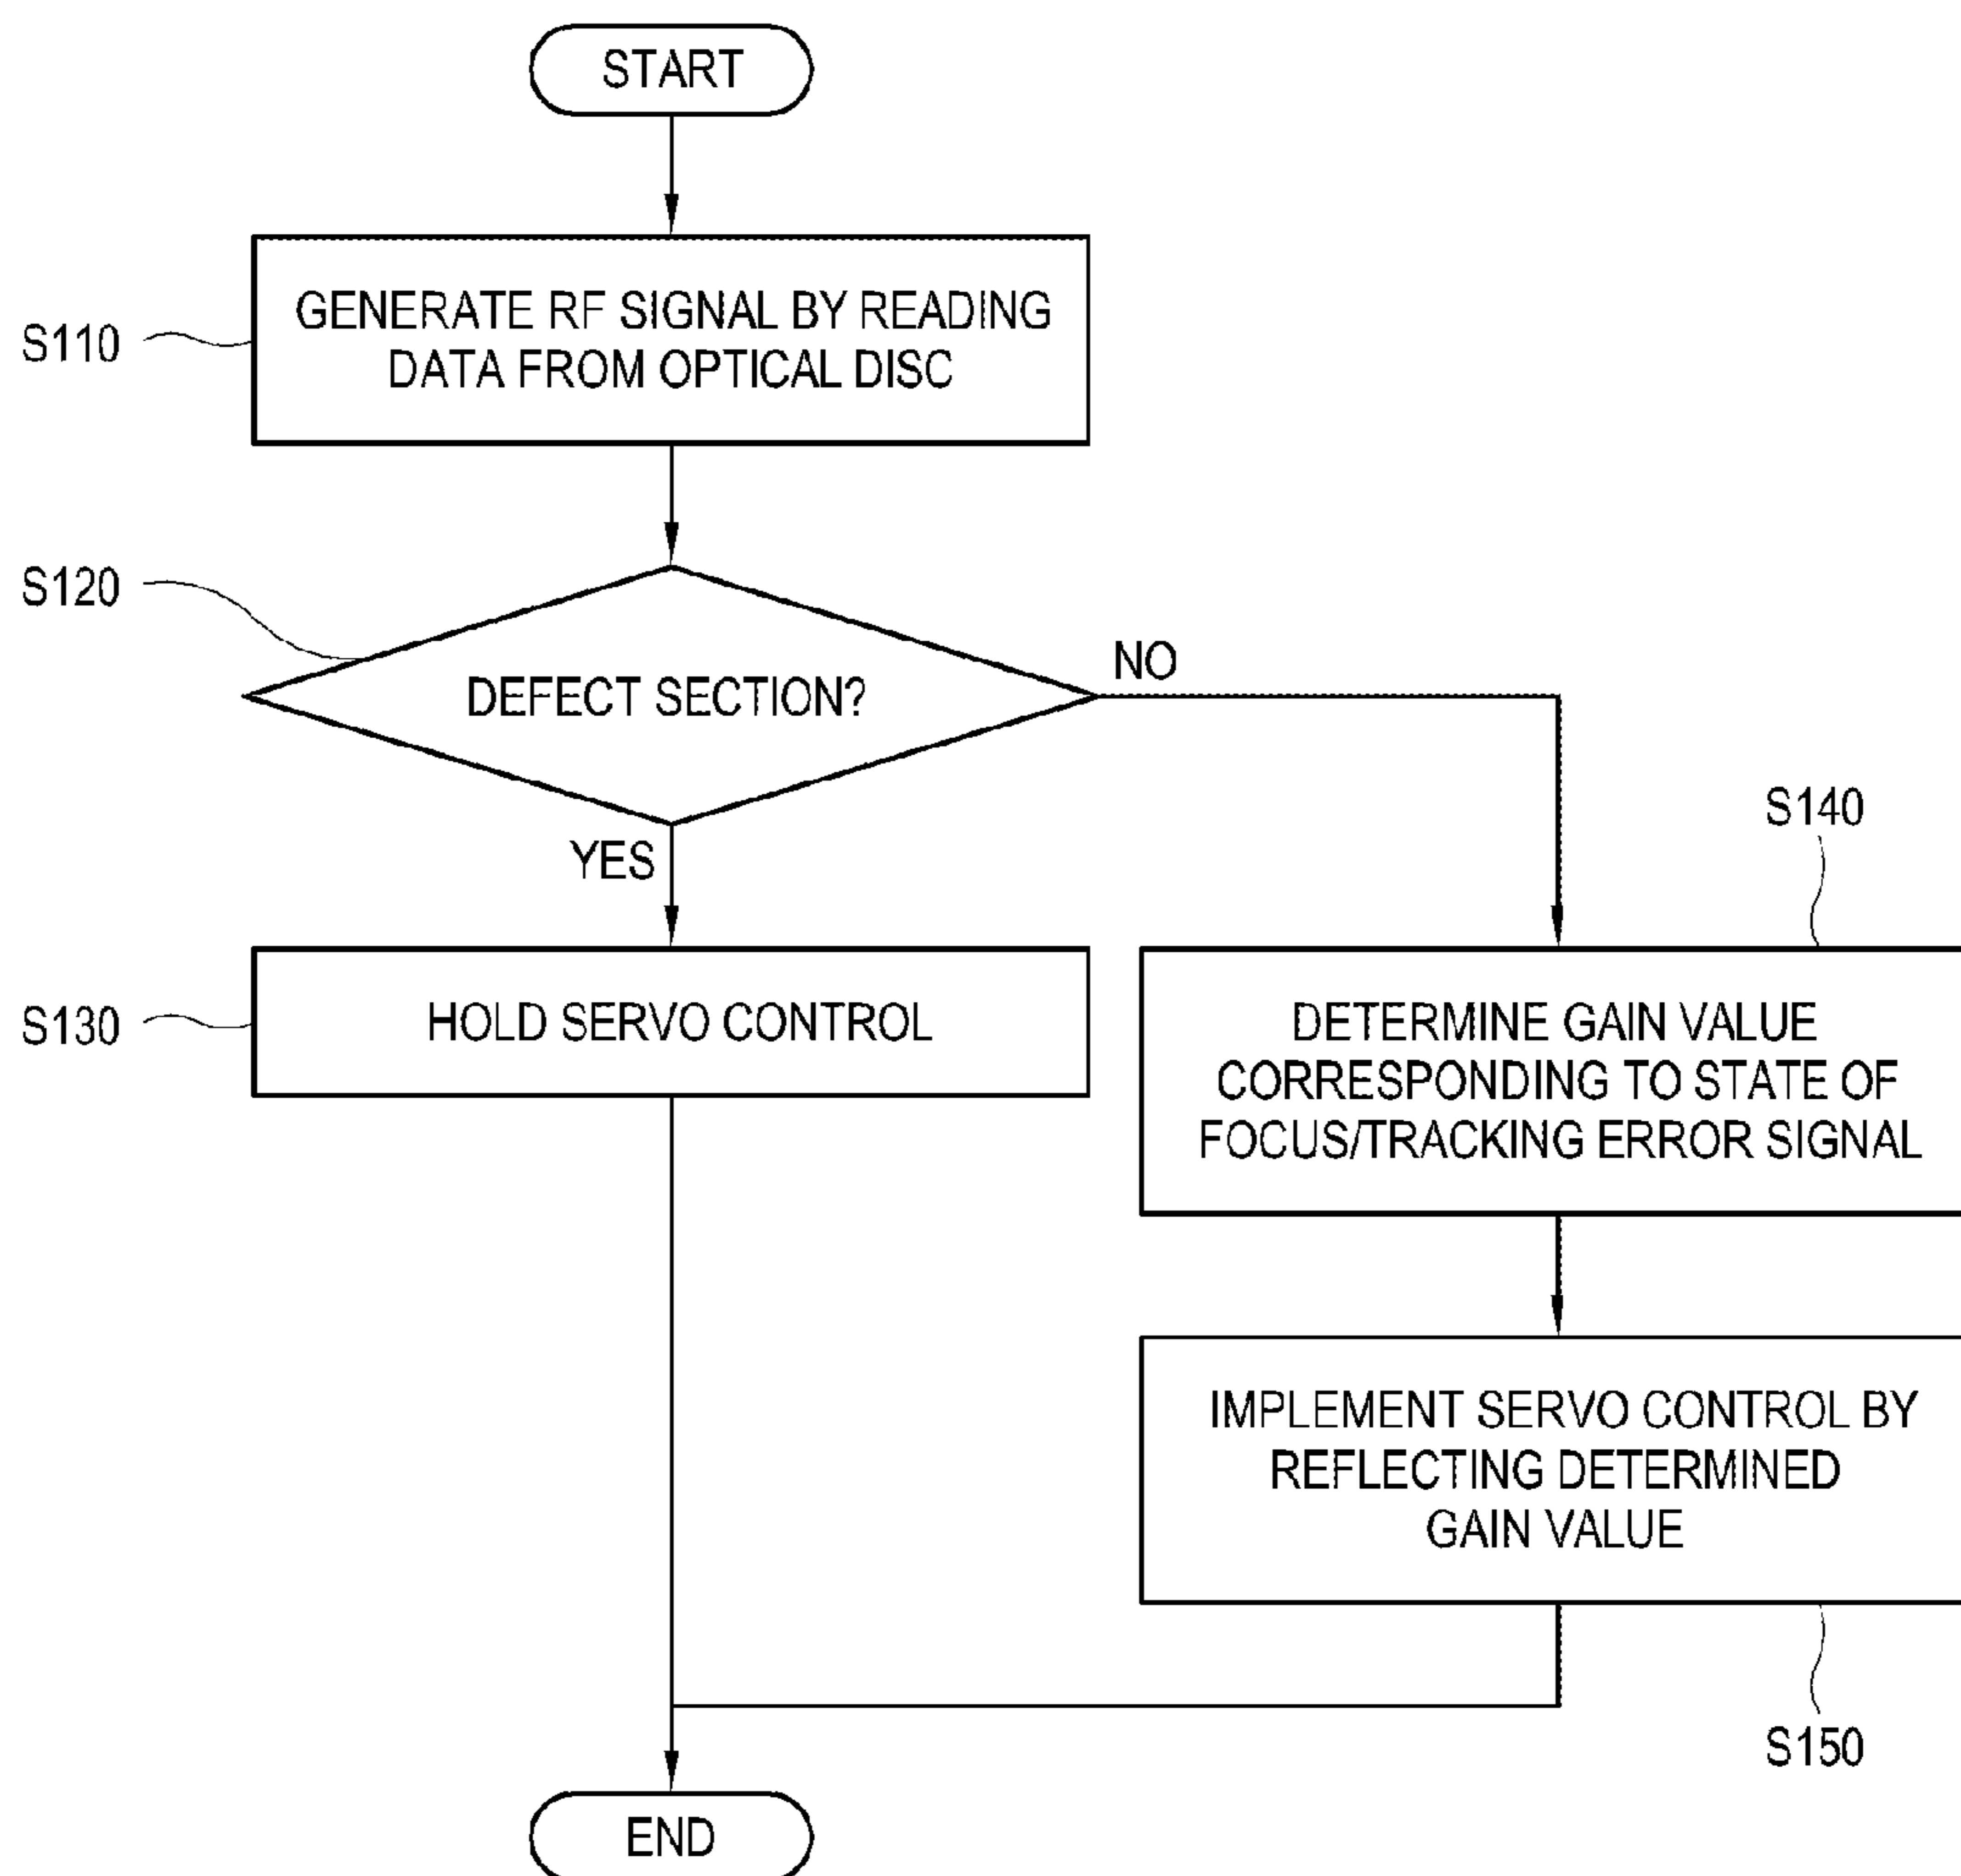 START
S110
GENERATE RF SIGNAL BY READING
DATA FROM OPTICAL DISC
S120
DEFECT SECTION?
NO
YES
S130
HOLD SERVO CONTROL
S140
DETERMINE GAIN VALUE
CORRESPONDING TO STATE OF
FOCUS/TRACKING ERROR SIGNAL
IMPLEMENT SERVO CONTROL BY
REFLECTING DETERMINED
GAIN VALUE
S150
END